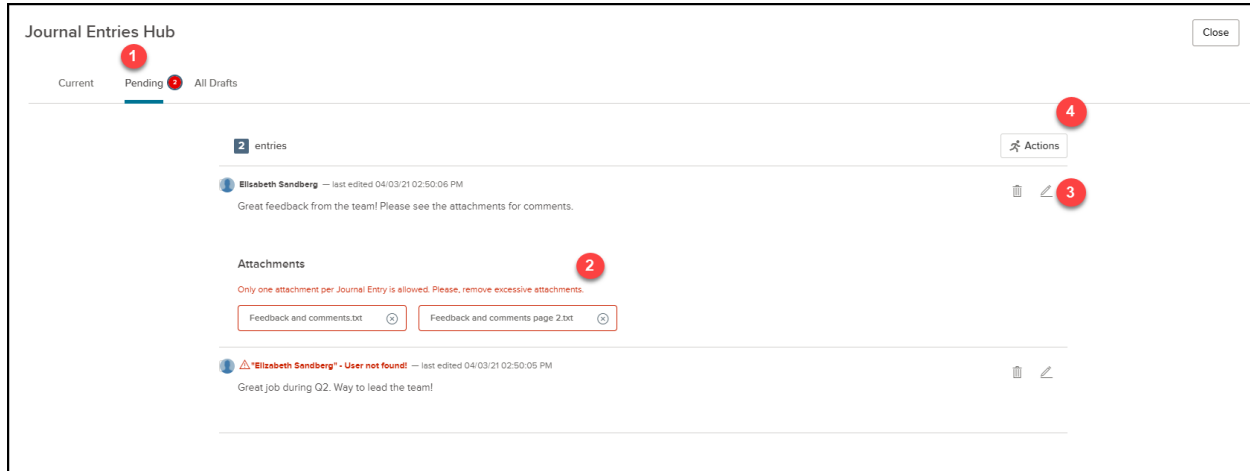 Journal Entries Hub
Close
1
Current Pending 2 All Drafts
4
2 entries
Actions
Elisabeth Sandberg — last edited 04/03/21 02:50:06 PM
3
Great feedback from the team! Please see the attachments for comments.
Attachments
2
Only one attachment per Journal Entry is allowed. Please, remove excessive attachments.
Feedback and comments.txt Feedback and comments page 2.txt
"Elizabeth Sandberg" - User not found! — last edited 04/03/21 02:50:05 PM
Great job during Q2. Way to lead the team!